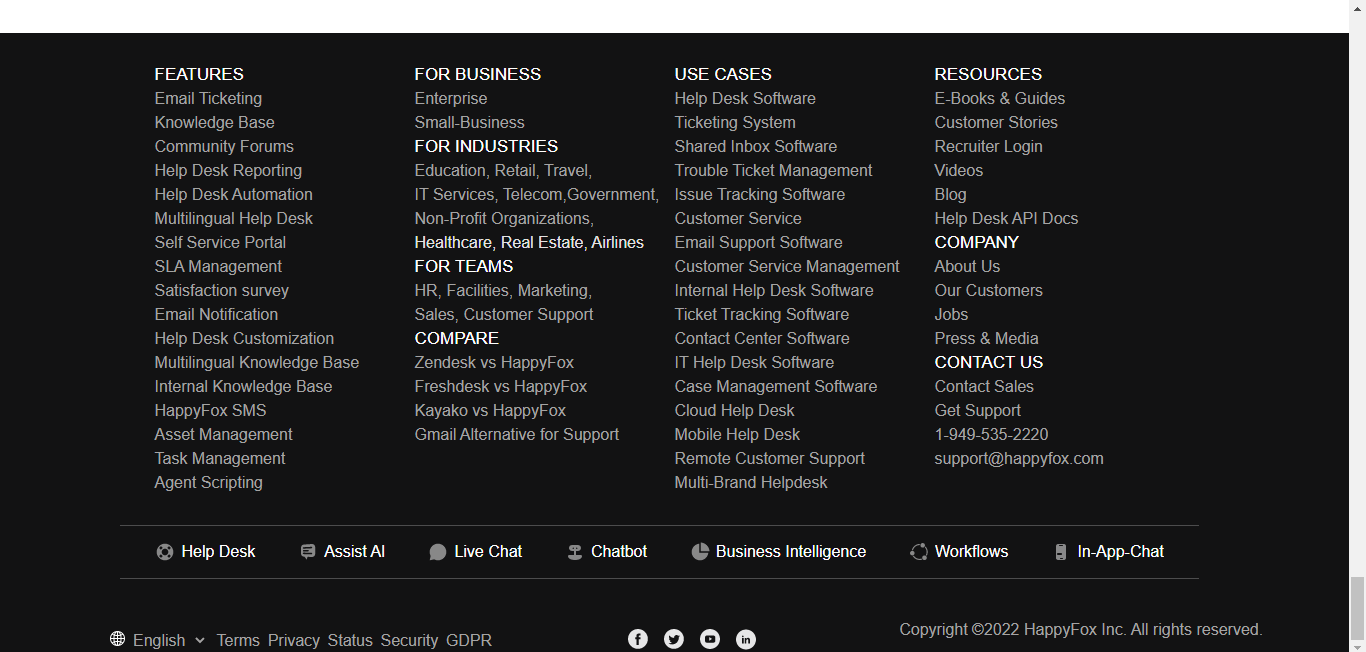 FEATURES
Email Ticketing
Knowledge Base
Community Forums
Help Desk Reporting
Help Desk Automation
Multilingual Help Desk
Self Service Portal
SLA Management
Satisfaction survey
Email Notification
Help Desk Customization
Multilingual Knowledge Base
Internal Knowledge Base
HappyFox SMS
Asset Management
Task Management
Agent Scripting
FOR BUSINESS
Enterprise
Small-Business
FOR INDUSTRIES
Education, Retail, Travel,
IT Services, Telecom,Government,
Non-Profit Organizations,
Healthcare, Real Estate, Airlines
FOR TEAMS
HR, Facilities, Marketing,
Sales, Customer Support
COMPARE
Zendesk vs HappyFox
Freshdesk vs HappyFox
Kayako vs HappyFox
Gmail Alternative for Support
USE CASES
Help Desk Software
Ticketing System
Shared Inbox Software
Trouble Ticket Management
Issue Tracking Software
Customer Service
Email Support Software
Customer Service Management
Internal Help Desk Software
Ticket Tracking Software
Contact Center Software
IT Help Desk Software
Case Management Software
Cloud Help Desk
Mobile Help Desk
Remote Customer Support
Multi-Brand Helpdesk
RESOURCES
E-Books & Guides
Customer Stories
Recruiter Login
Videos
Blog
Help Desk API Docs
COMPANY
About Us
Our Customers
Jobs
Press & Media
CONTACT US
Contact Sales
Get Support
1-949-535-2220
support@happyfox.com
Help Desk Assist AI Live Chat Chatbot Business Intelligence Workflows In-App-Chat
English Terms Privacy Status Security GDPR
Copyright ©2022 HappyFox Inc. All rights reserved.